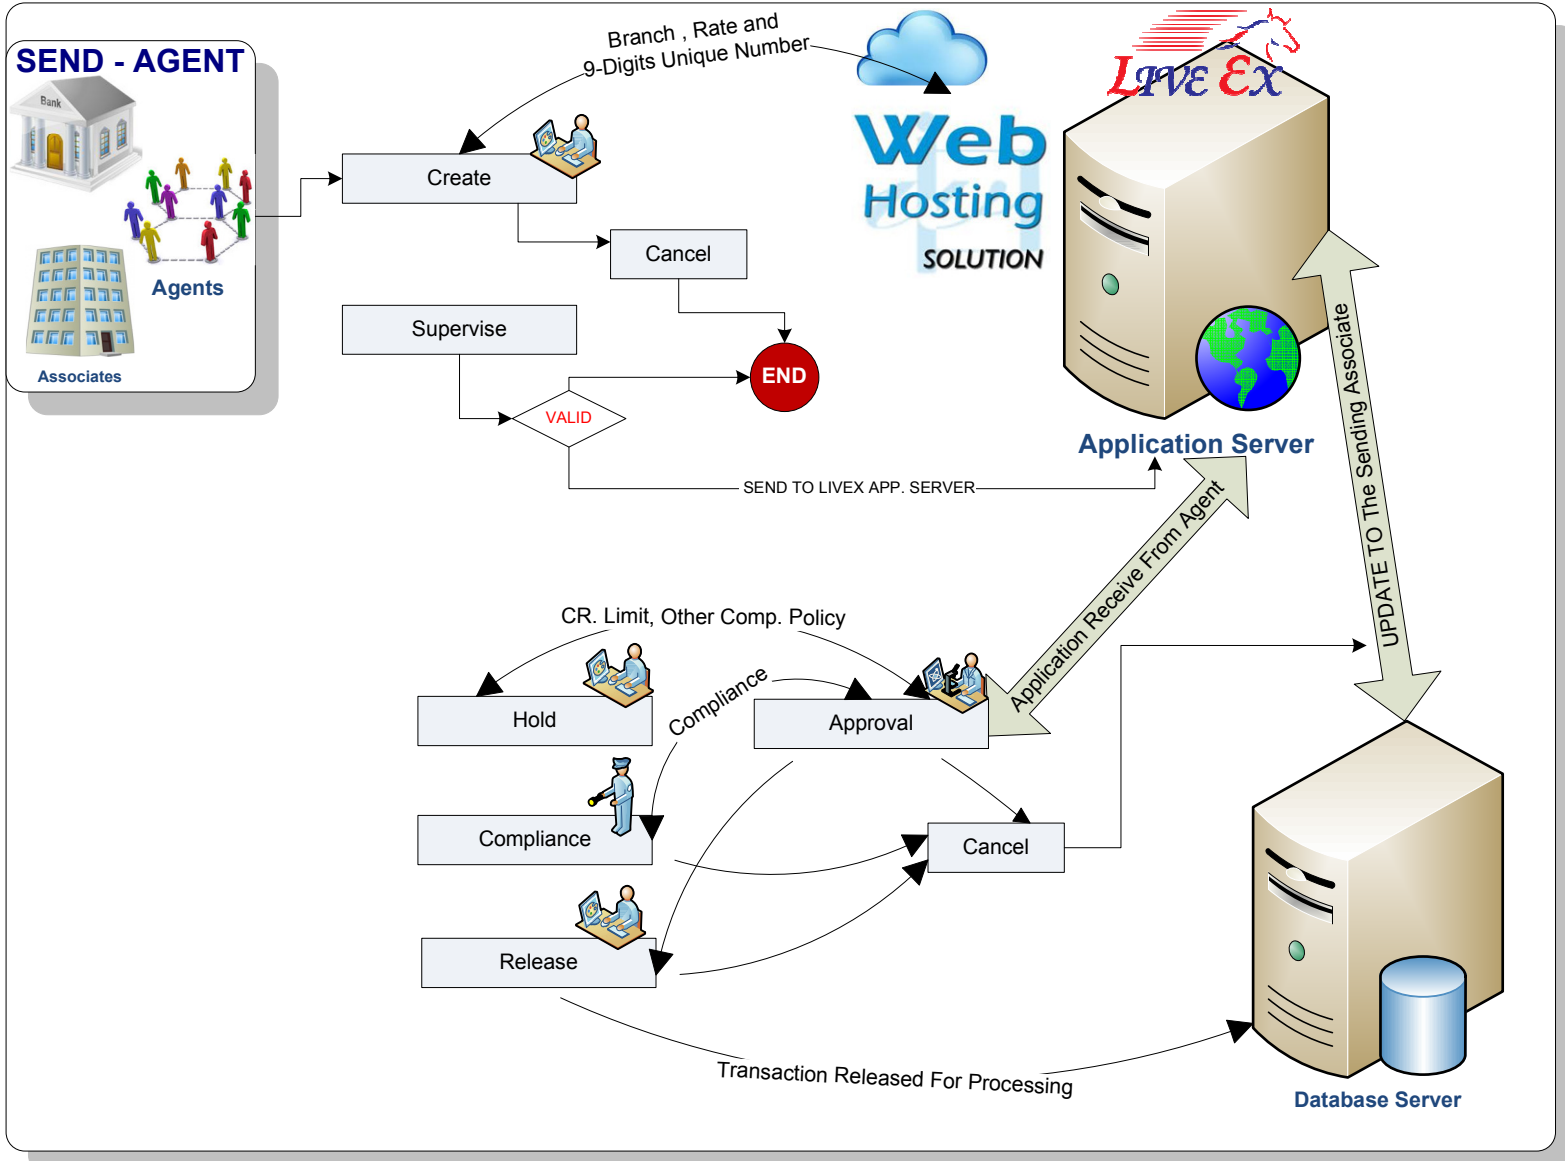 SEND - AGENT
Bank
Agents
Associates
Branch , Rate and
9-Digits Unique Number
Create
Cancel
Supervise
VALID
END
SEND TO LIVEX APP. SERVER
Web
Hosting
SOLUTION
LIVE EX
Application Server
UPDATE TO The Sending Associate
Application Receive From Agent
CR. Limit, Other Comp. Policy
Hold
Compliance
Approval
Compliance
Cancel
Release
Transaction Released For Processing
Database Server